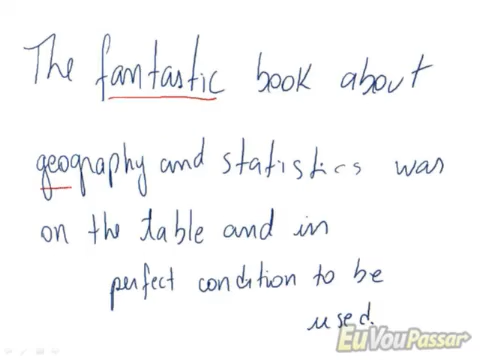 The fantastic book about
geography and statistics was
on the table and in
perfect condition to be
used.
EuVouPassar